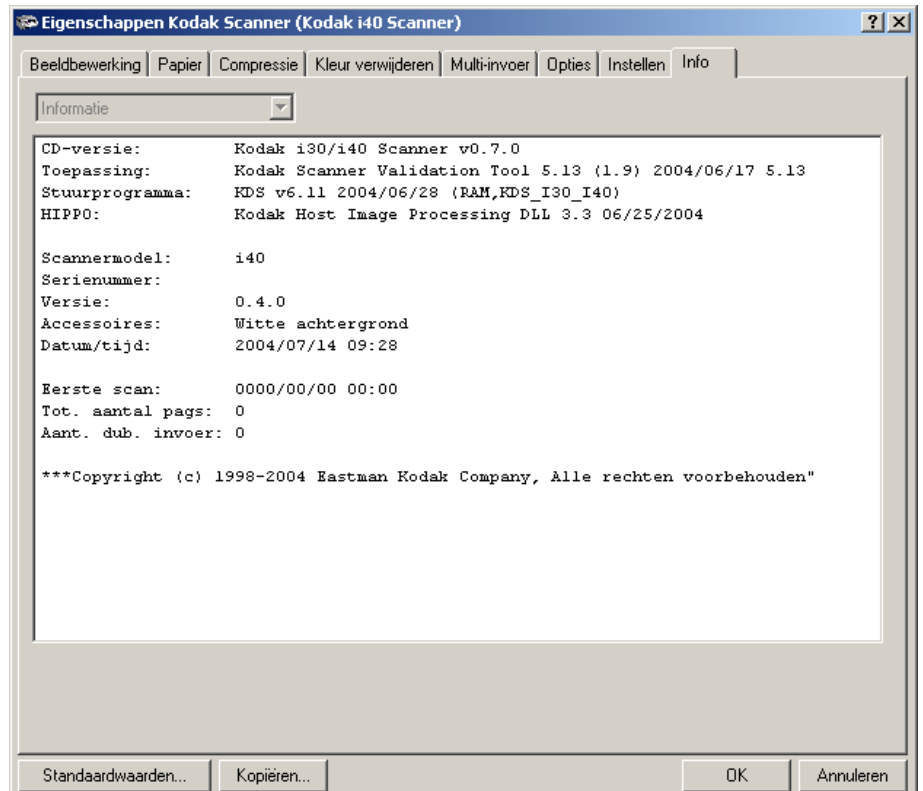 Eigenschappen Kodak Scanner (Kodak i40 Scanner)
Beeldbewerking Papier Compressie Kleur verwijderen Multi-invoer Opties Instellen Info
Informatie
CD-versie: Kodak i30/i40 Scanner v0.7.0
Toepassing: Kodak Scanner Validation Tool 5.13 (1.9) 2004/06/17 5.13
Stuurprogramma: KDS v6.11 2004/06/28 (RAM,KDS_I30_I40)
HIPPO: Kodak Host Image Processing DLL 3.3 06/25/2004
Scannermodel: i40
Serienummer:
Versie: 0.4.0
Accessoires: Witte achtergrond
Datum/tijd: 2004/07/14 09:28
Eerste scan: 0000/00/00 00:00
Tot. aantal pags: 0
Aant. dub. invoer: 0
***Copyright (c) 1998-2004 Eastman Kodak Company, Alle rechten voorbehouden"
Standaardwaarden... Kopiëren... OK Annuleren